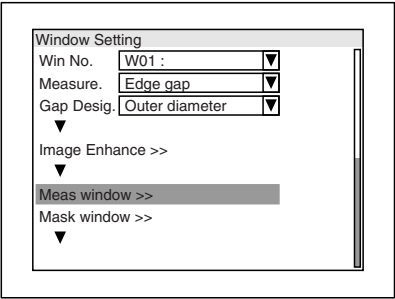 Window Setting
Win No. W01 :
Measure. Edge gap
Gap Desig. Outer diameter
Image Enhance >>
Meas window >>
Mask window >>